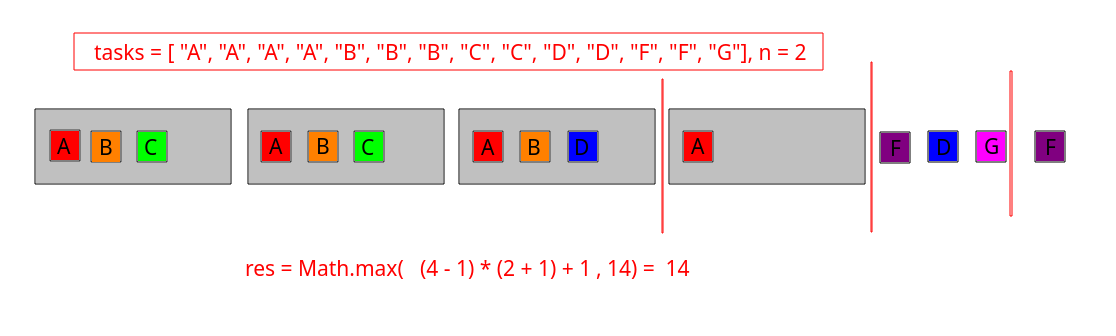 tasks = [ "A", "A", "A", "A", "B", "B", "B", "C", "C", "D", "D", "F", "F", "G"], n = 2
A B C A B C A B D A F D G F
res = Math.max( (4 - 1) * (2 + 1) + 1 , 14) = 14